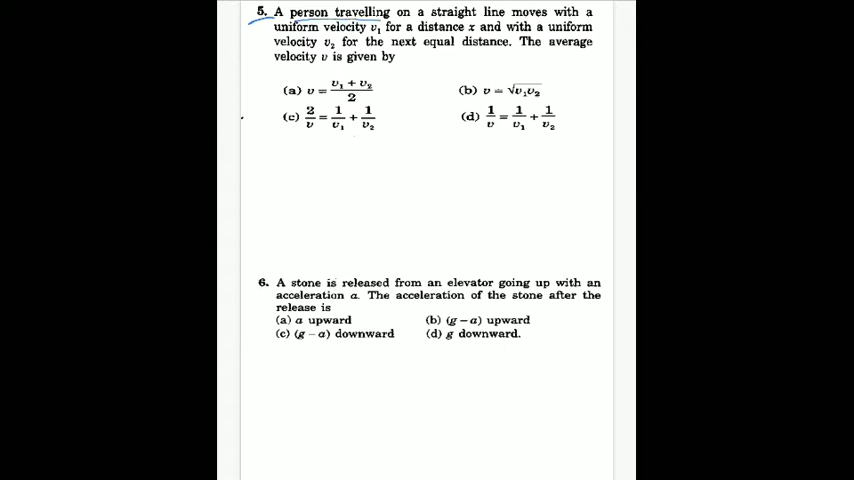 5. A person travelling on a straight line moves with a
uniform velocity v₁ for a distance x and with a uniform
velocity v₂ for the next equal distance. The average
velocity v is given by
(a) v = (v₁ + v₂)/2 (b) v = √v₁v₂
(c) 2/v = 1/v₁ + 1/v₂ (d) 1/v = 1/v₁ + 1/v₂
6. A stone is released from an elevator going up with an
acceleration a. The acceleration of the stone after the
release is
(a) a upward (b) (g – a) upward
(c) (g – a) downward (d) g downward.